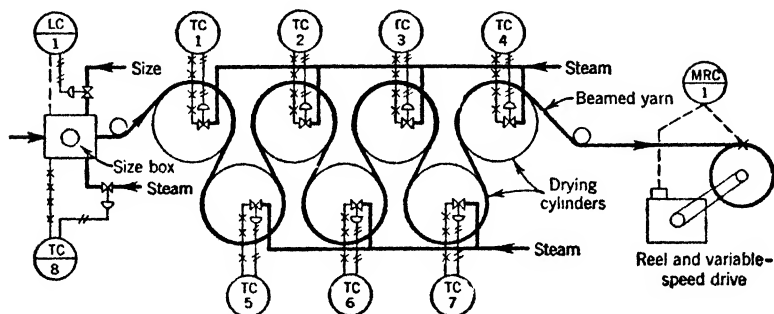 LC
1
TC
1
TC
2
TC
3
TC
4
Size
Steam
MRC
1
Beamed yarn
Size box
Steam
Drying
cylinders
TC
8
Steam
TC
5
TC
6
TC
7
Reel and variable-
speed drive